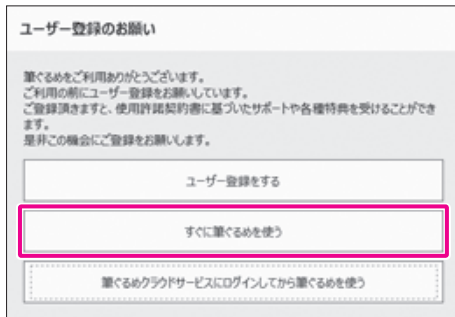 ユーザー登録のお願い
筆ぐるめをご利用ありがとうございます。
ご利用の前にユーザー登録をお願いしています。
ご登録頂きますと、使用許諾契約書に基づいたサポートや各種特典を受けることができ
ます。
是非この機会にご登録をお願いします。
ユーザー登録をする
すぐに筆ぐるめを使う
筆ぐるめクラウドサービスにログインしてから筆ぐるめを使う